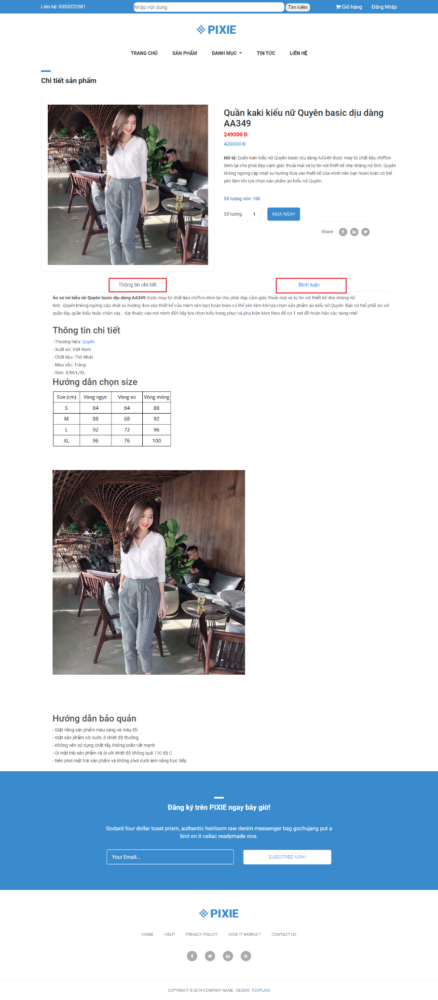 Liên hệ: 0353222581
Nhập nội dung
Tìm kiếm
Giỏ hàng
Đăng Nhập
PIXIE
TRANG CHỦ
SẢN PHẨM
DANH MỤC
TIN TỨC
LIÊN HỆ
Chi tiết sản phẩm
Quần kaki kiểu nữ Quyên basic dịu dàng
AA349
249000 Đ
420000 Đ
Mô tả: Quần kaki kiểu nữ Quyên basic dịu dàng AA349 được may từ chất liệu chiffon
đem lại cho phái đẹp cảm giác thoải mái và tự tin với thiết kế nhẹ nhàng nữ tính. Quyên
không ngừng cập nhật xu hướng đưa vào thiết kế của mình nên bạn hoàn toàn có thể
yên tâm khi lựa chọn sản phẩm áo kiểu nữ Quyên.
Số lượng còn: 100
Số lương: 1 MUA NGAY
Share:
Thông tin chi tiết
Bình luận
Áo sơ mi kiểu nữ Quyên basic dịu dàng AA349 được may từ chất liệu chiffon đem lại cho phái đẹp cảm giác thoải mái và tự tin với thiết kế nhẹ nhàng nữ
tính. Quyên không ngừng cập nhật xu hướng đưa vào thiết kế của mình nên bạn hoàn toàn có thể yên tâm khi lựa chọn sản phẩm áo kiểu nữ Quyên. Bạn có thể phối áo với
quần tây, quần kiểu hoặc chân váy... tùy thuộc vào nơi mình đến hãy lựa chọn kiểu trang phục và phụ kiện kèm theo để có 1 set đồ hoàn hảo các nàng nhé!
Thông tin chi tiết
- Thương hiệu: Quyên
- Xuất xứ: Việt Nam
- Chất liệu: Thô Nhật
- Màu sắc: Trắng
- Size: S/M/L/XL
Hướng dẫn chọn size
Size (cm) Vòng ngực Vòng eo Vòng mông
S 84 64 88
M 88 68 92
L 92 72 96
XL 96 76 100
Hướng dẫn bảo quản
- Giặt riêng sản phẩm màu sáng và màu tối
- Giặt sản phẩm với nước ở nhiệt độ thường
- Không nên sử dụng chất tẩy, không xoắn vắt mạnh
- Ủi mặt trái sản phẩm và ủi với nhiệt độ không quá 110 độ C
- Nên phơi mặt trái sản phẩm và không phơi dưới ánh nắng trực tiếp.
Đăng ký trên PIXIE ngay bây giờ!
Godard four dollar toast prism, authentic heirloom raw denim messenger bag gochujang put a
bird on it celiac readymade vice.
Your Email...
SUBSCRIBE NOW!
PIXIE
HOME
HELP
PRIVACY POLICY
HOW IT WORKS ?
CONTACT US
COPYRIGHT © 2019 COMPANY NAME - DESIGN: TOOPLATE